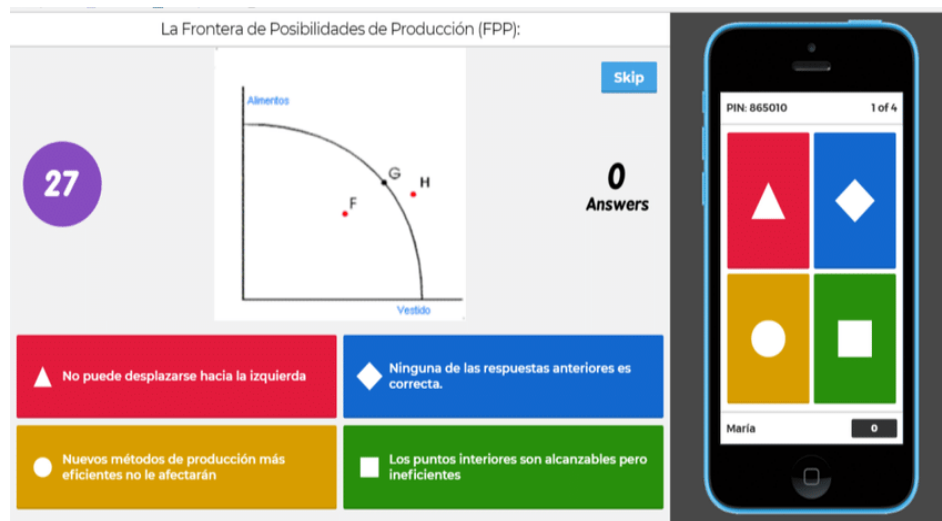 La Frontera de Posibilidades de Producción (FPP):
Skip
Alimentos
27
G
H
F
0
Answers
Vestido
No puede desplazarse hacia la izquierda
Ninguna de las respuestas anteriores es
correcta.
Nuevos métodos de producción más
eficientes no le afectarán
Los puntos interiores son alcanzables pero
ineficientes
PIN: 865010
1 of 4
María
0